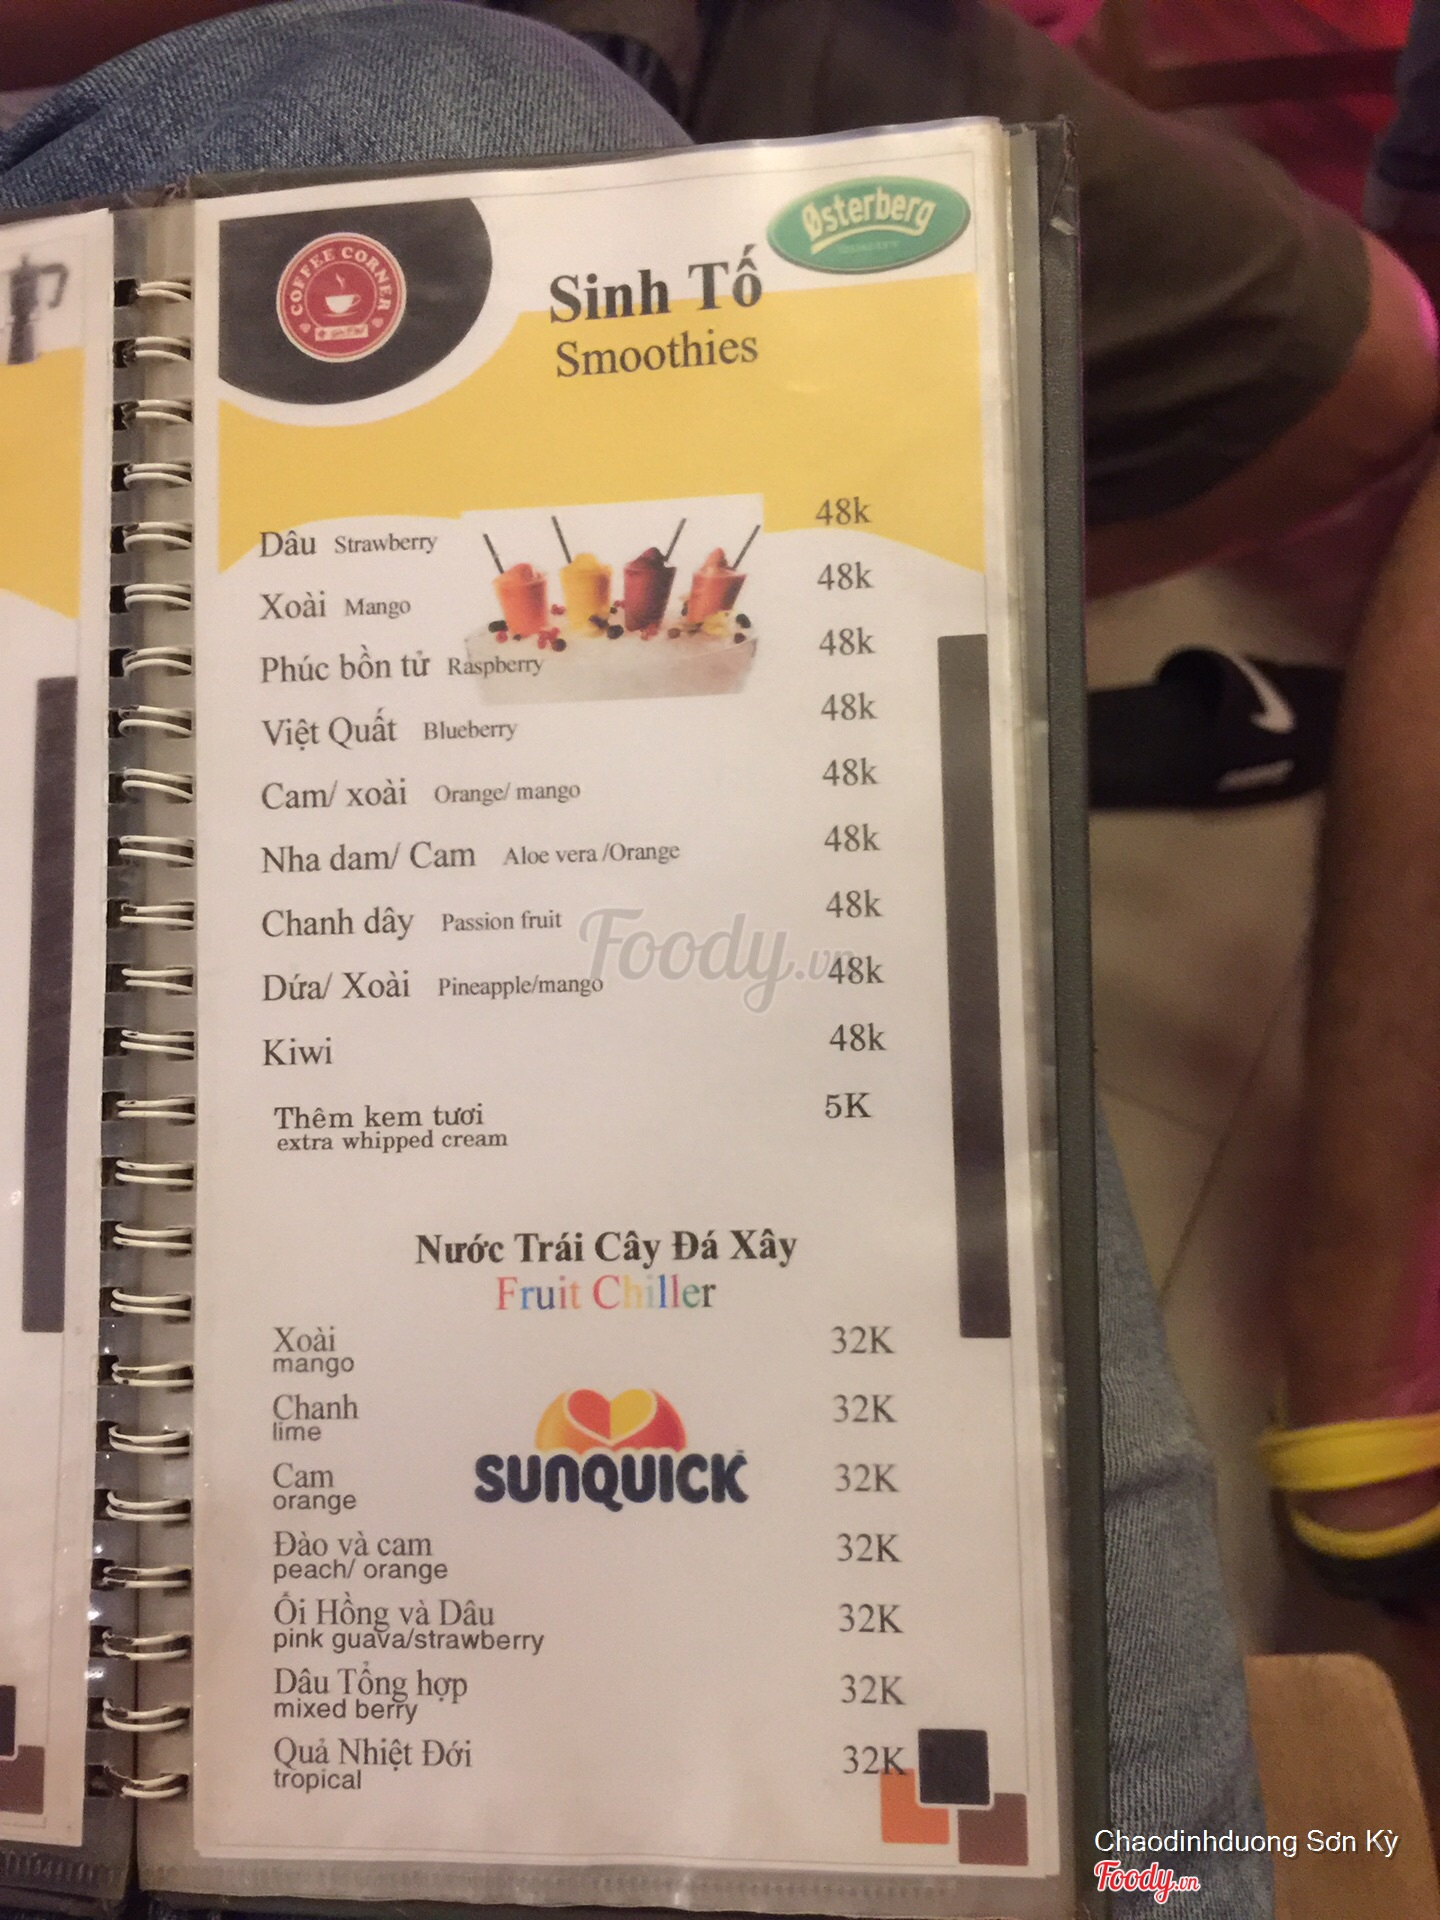 COFFEE CORNER
Østerberg
Sinh Tố
Smoothies
Dâu Strawberry 48k
Xoài Mango 48k
Phúc bồn tử Raspberry 48k
Việt Quất Blueberry 48k
Cam/ xoài Orange/ mango 48k
Nha dam/ Cam Aloe vera /Orange 48k
Chanh dây Passion fruit 48k
Foody.vn
Dứa/ Xoài Pineapple/mango 48k
Kiwi 48k
Thêm kem tươi 5K
extra whipped cream
Nước Trái Cây Đá Xây
Fruit Chiller
Xoài 32K
mango
Chanh 32K
lime
SUNQUICK
Cam 32K
orange
Đào và cam 32K
peach/ orange
Ổi Hồng và Dâu 32K
pink guava/strawberry
Dâu Tổng hợp 32K
mixed berry
Quả Nhiệt Đới 32K
tropical
Chaodinhduong Sơn Kỳ
Foody.vn